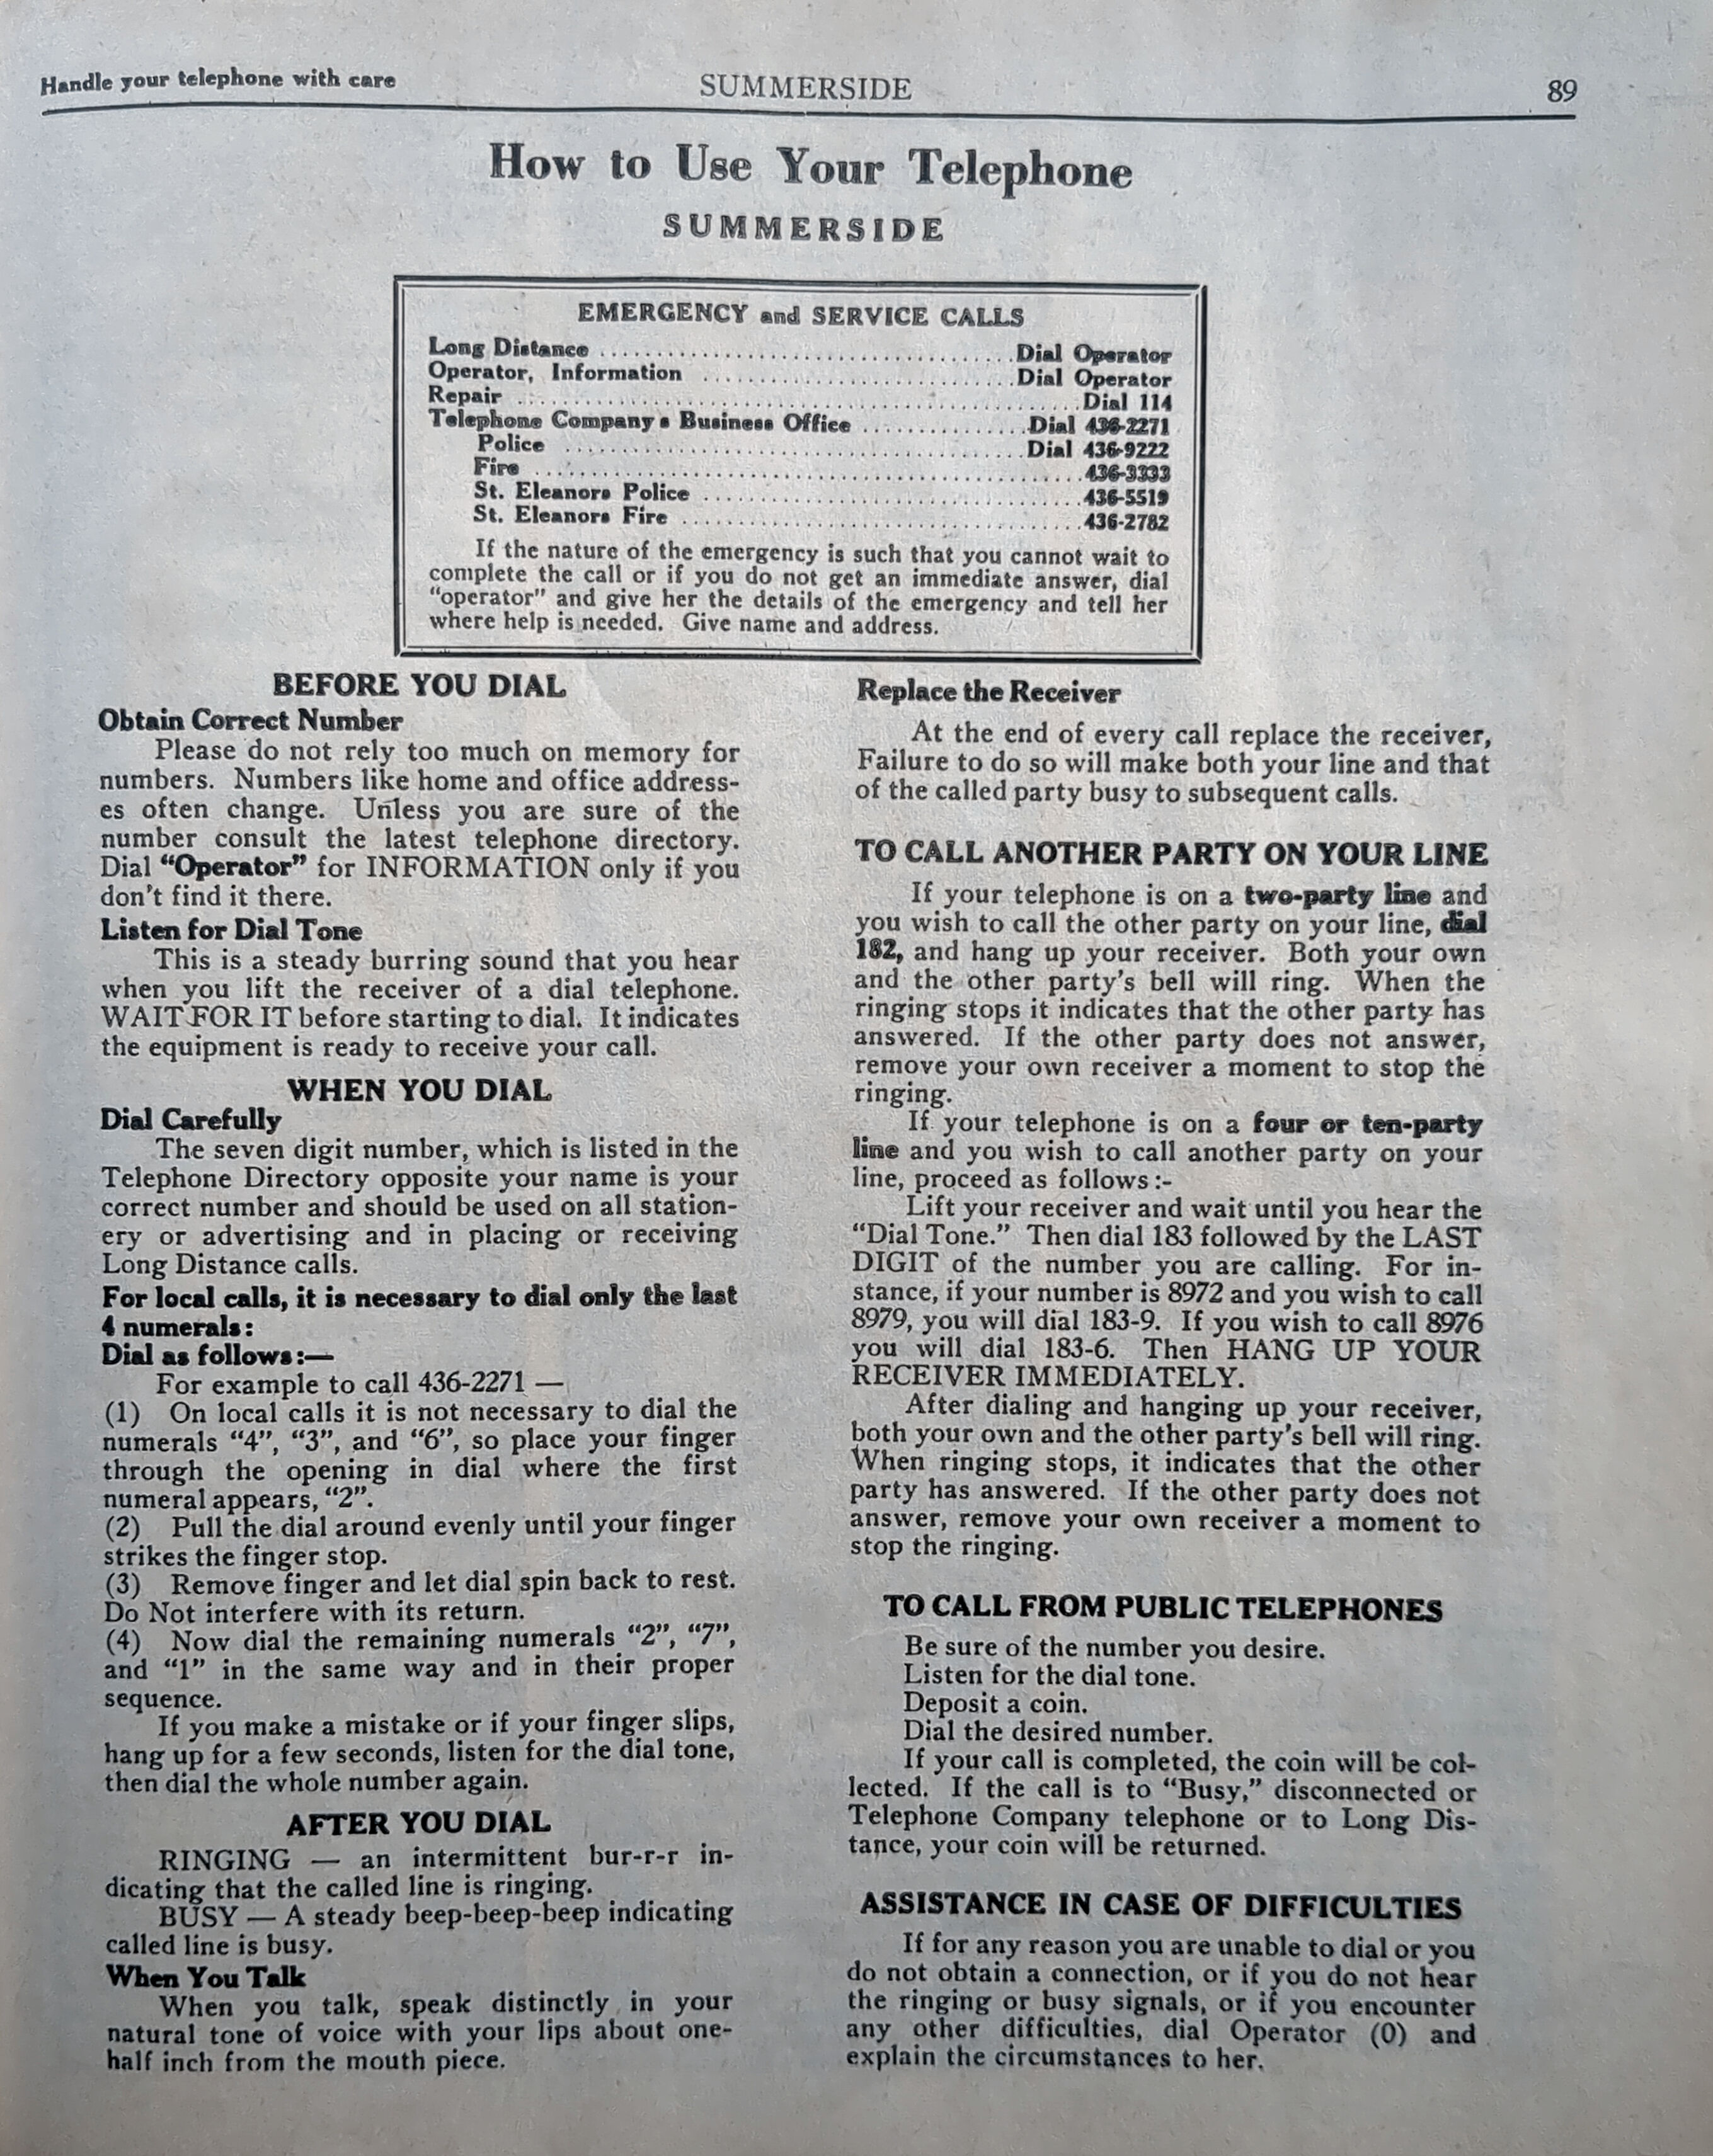 Handle your telephone with care
SUMMERSIDE
89
How to Use Your Telephone
SUMMERSIDE
EMERGENCY and SERVICE CALLS
Long Distance ........ Dial Operator
Operator, Information ........ Dial Operator
Repair ........ Dial 114
Telephone Company's Business Office ........ Dial 436-2271
Police ........ Dial 436-9222
Fire ........ 436-3333
St. Eleanors Police ........ 436-5519
St. Eleanors Fire ........ 436-2782
If the nature of the emergency is such that you cannot wait to
complete the call or if you do not get an immediate answer, dial
"operator" and give her the details of the emergency and tell her
where help is needed. Give name and address.
BEFORE YOU DIAL
Obtain Correct Number
Please do not rely too much on memory for
numbers. Numbers like home and office address-
es often change. Unless you are sure of the
number consult the latest telephone directory.
Dial "Operator" for INFORMATION only if you
don't find it there.
Listen for Dial Tone
This is a steady burring sound that you hear
when you lift the receiver of a dial telephone.
WAIT FOR IT before starting to dial. It indicates
the equipment is ready to receive your call.
WHEN YOU DIAL
Dial Carefully
The seven digit number, which is listed in the
Telephone Directory opposite your name is your
correct number and should be used on all station-
ery or advertising and in placing or receiving
Long Distance calls.
For local calls, it is necessary to dial only the last
4 numerals:
Dial as follows:—
For example to call 436-2271 —
(1) On local calls it is not necessary to dial the
numerals "4", "3", and "6", so place your finger
through the opening in dial where the first
numeral appears, "2".
(2) Pull the dial around evenly until your finger
strikes the finger stop.
(3) Remove finger and let dial spin back to rest.
Do Not interfere with its return.
(4) Now dial the remaining numerals "2", "7",
and "1" in the same way and in their proper
sequence.
If you make a mistake or if your finger slips,
hang up for a few seconds, listen for the dial tone,
then dial the whole number again.
AFTER YOU DIAL
RINGING — an intermittent bur-r-r in-
dicating that the called line is ringing.
BUSY — A steady beep-beep-beep indicating
called line is busy.
When You Talk
When you talk, speak distinctly in your
natural tone of voice with your lips about one-
half inch from the mouth piece.
Replace the Receiver
At the end of every call replace the receiver,
Failure to do so will make both your line and that
of the called party busy to subsequent calls.
TO CALL ANOTHER PARTY ON YOUR LINE
If your telephone is on a two-party line and
you wish to call the other party on your line, dial
182, and hang up your receiver. Both your own
and the other party's bell will ring. When the
ringing stops it indicates that the other party has
answered. If the other party does not answer,
remove your own receiver a moment to stop the
ringing.
If your telephone is on a four or ten-party
line and you wish to call another party on your
line, proceed as follows:-
Lift your receiver and wait until you hear the
"Dial Tone." Then dial 183 followed by the LAST
DIGIT of the number you are calling. For in-
stance, if your number is 8972 and you wish to call
8979, you will dial 183-9. If you wish to call 8976
you will dial 183-6. Then HANG UP YOUR
RECEIVER IMMEDIATELY.
After dialing and hanging up your receiver,
both your own and the other party's bell will ring.
When ringing stops, it indicates that the other
party has answered. If the other party does not
answer, remove your own receiver a moment to
stop the ringing.
TO CALL FROM PUBLIC TELEPHONES
Be sure of the number you desire.
Listen for the dial tone.
Deposit a coin.
Dial the desired number.
If your call is completed, the coin will be col-
lected. If the call is to "Busy," disconnected or
Telephone Company telephone or to Long Dis-
tance, your coin will be returned.
ASSISTANCE IN CASE OF DIFFICULTIES
If for any reason you are unable to dial or you
do not obtain a connection, or if you do not hear
the ringing or busy signals, or if you encounter
any other difficulties, dial Operator (0) and
explain the circumstances to her.